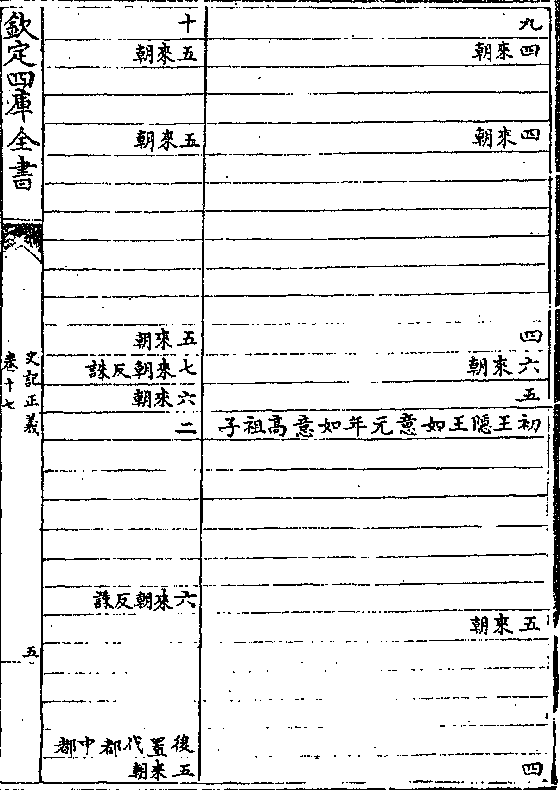 九
四來朝
四來朝
四
六來朝
五
初王隱王如意元年如意高祖子
五來朝
四
十
五來朝
五來朝
五來朝
七來朝反誅
六來朝
二
六來朝反誅
後置代都中都
五來朝
欽定四庫全書
史記正義
卷十七
五